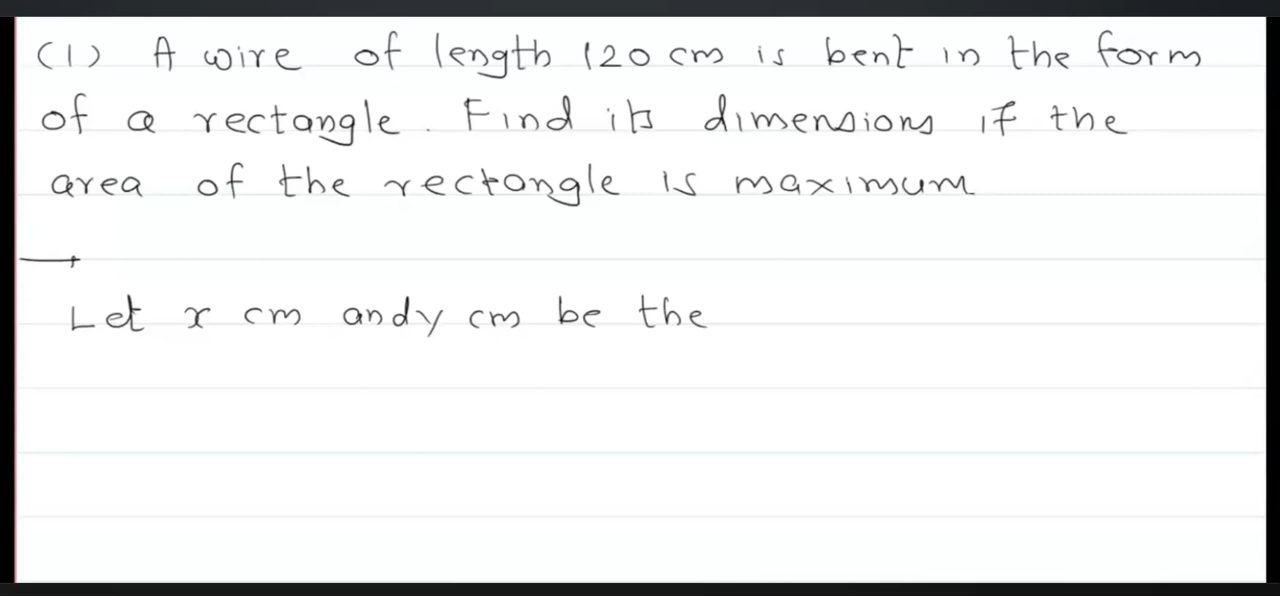 (1) A wire of length 120 cm is bent in the form
of a rectangle. Find its dimensions if the
area of the rectangle is maximum
→
Let x cm and y cm be the